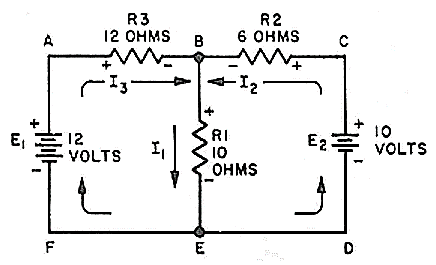 R3
12 OHMS
R2
6 OHMS
A
B
C
+
-
-
+
I3
I2
+
E1
12
VOLTS
-
I1
+
R1
10
OHMS
-
+
E2
10
VOLTS
-
F
E
D